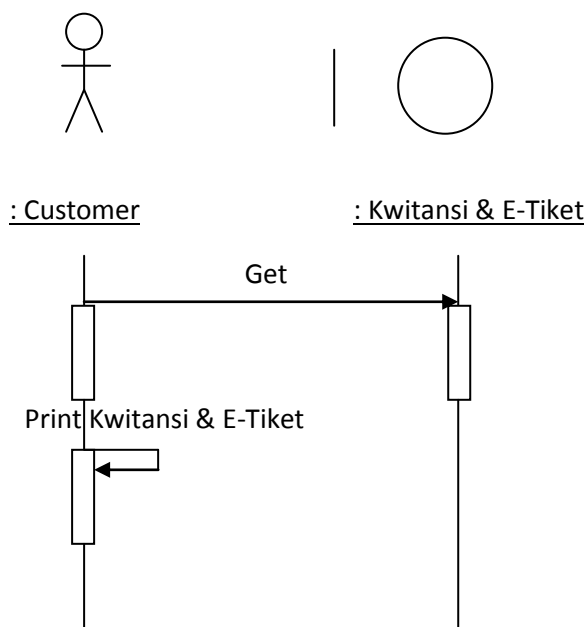 : Customer
: Kwitansi & E-Tiket
Get
Print Kwitansi & E-Tiket